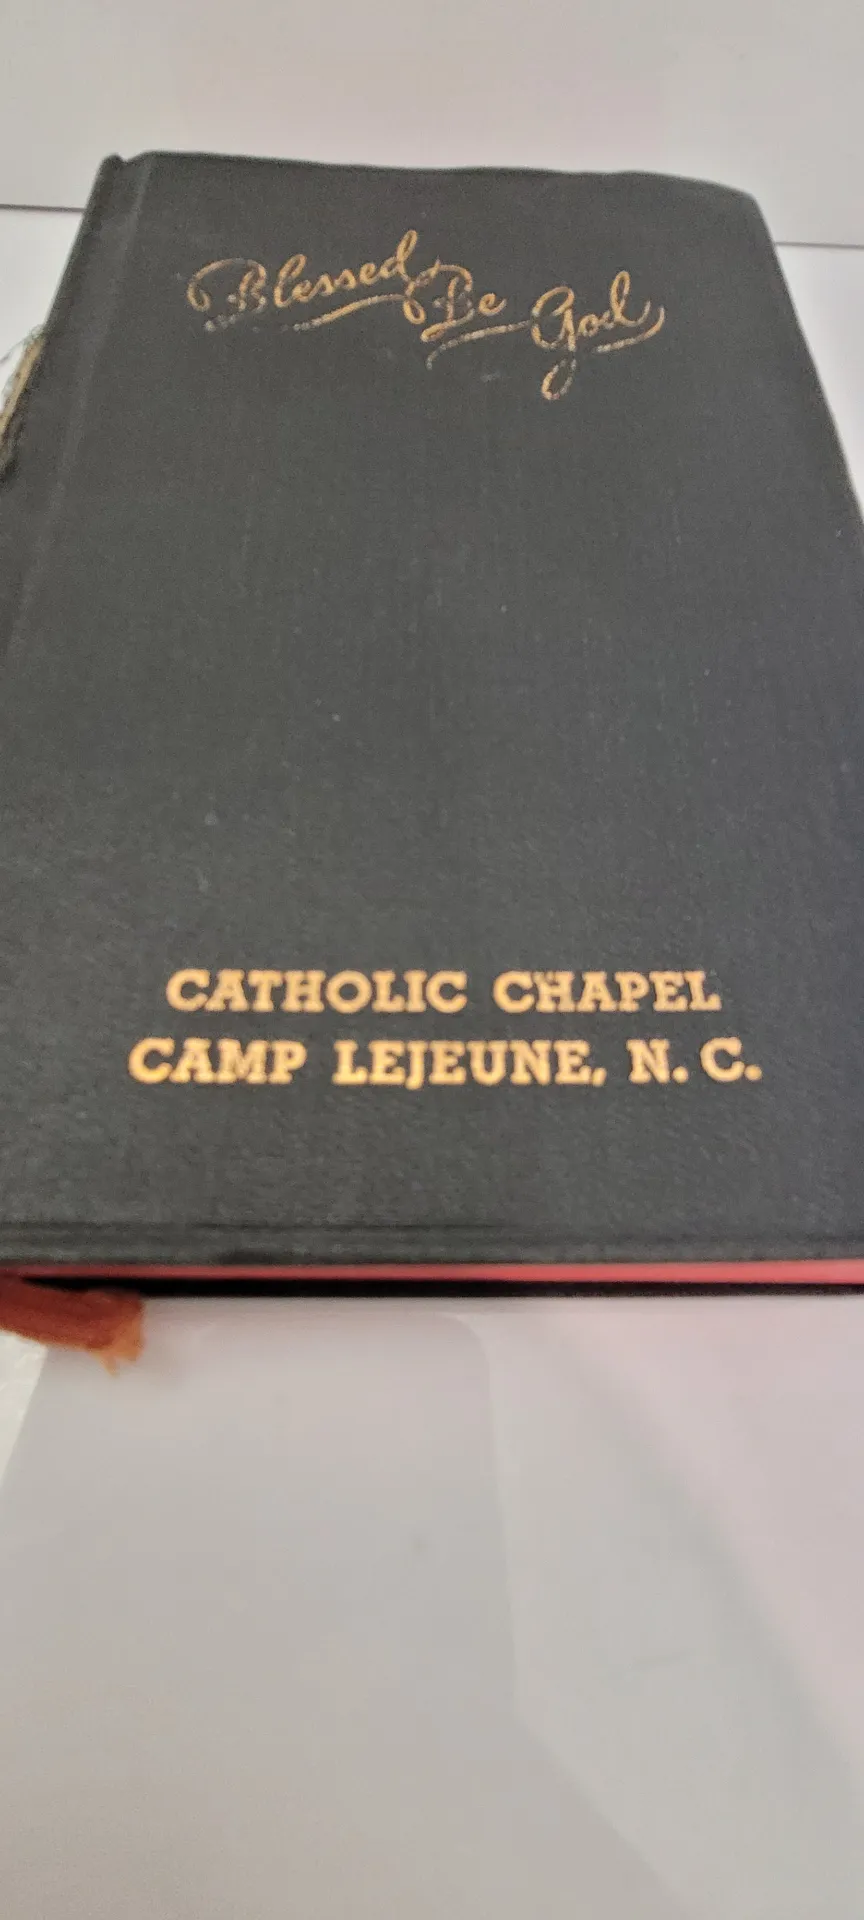 Blessed Be God
CATHOLIC CHAPEL
CAMP LEJEUNE, N. C.